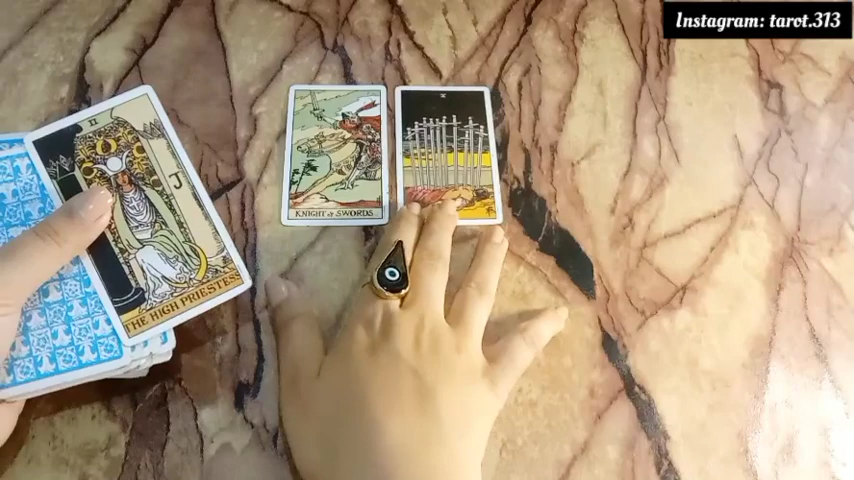 Instagram: tarot.313
II
J
THE HIGH PRIESTESS
KNIGHT of SWORDS
X